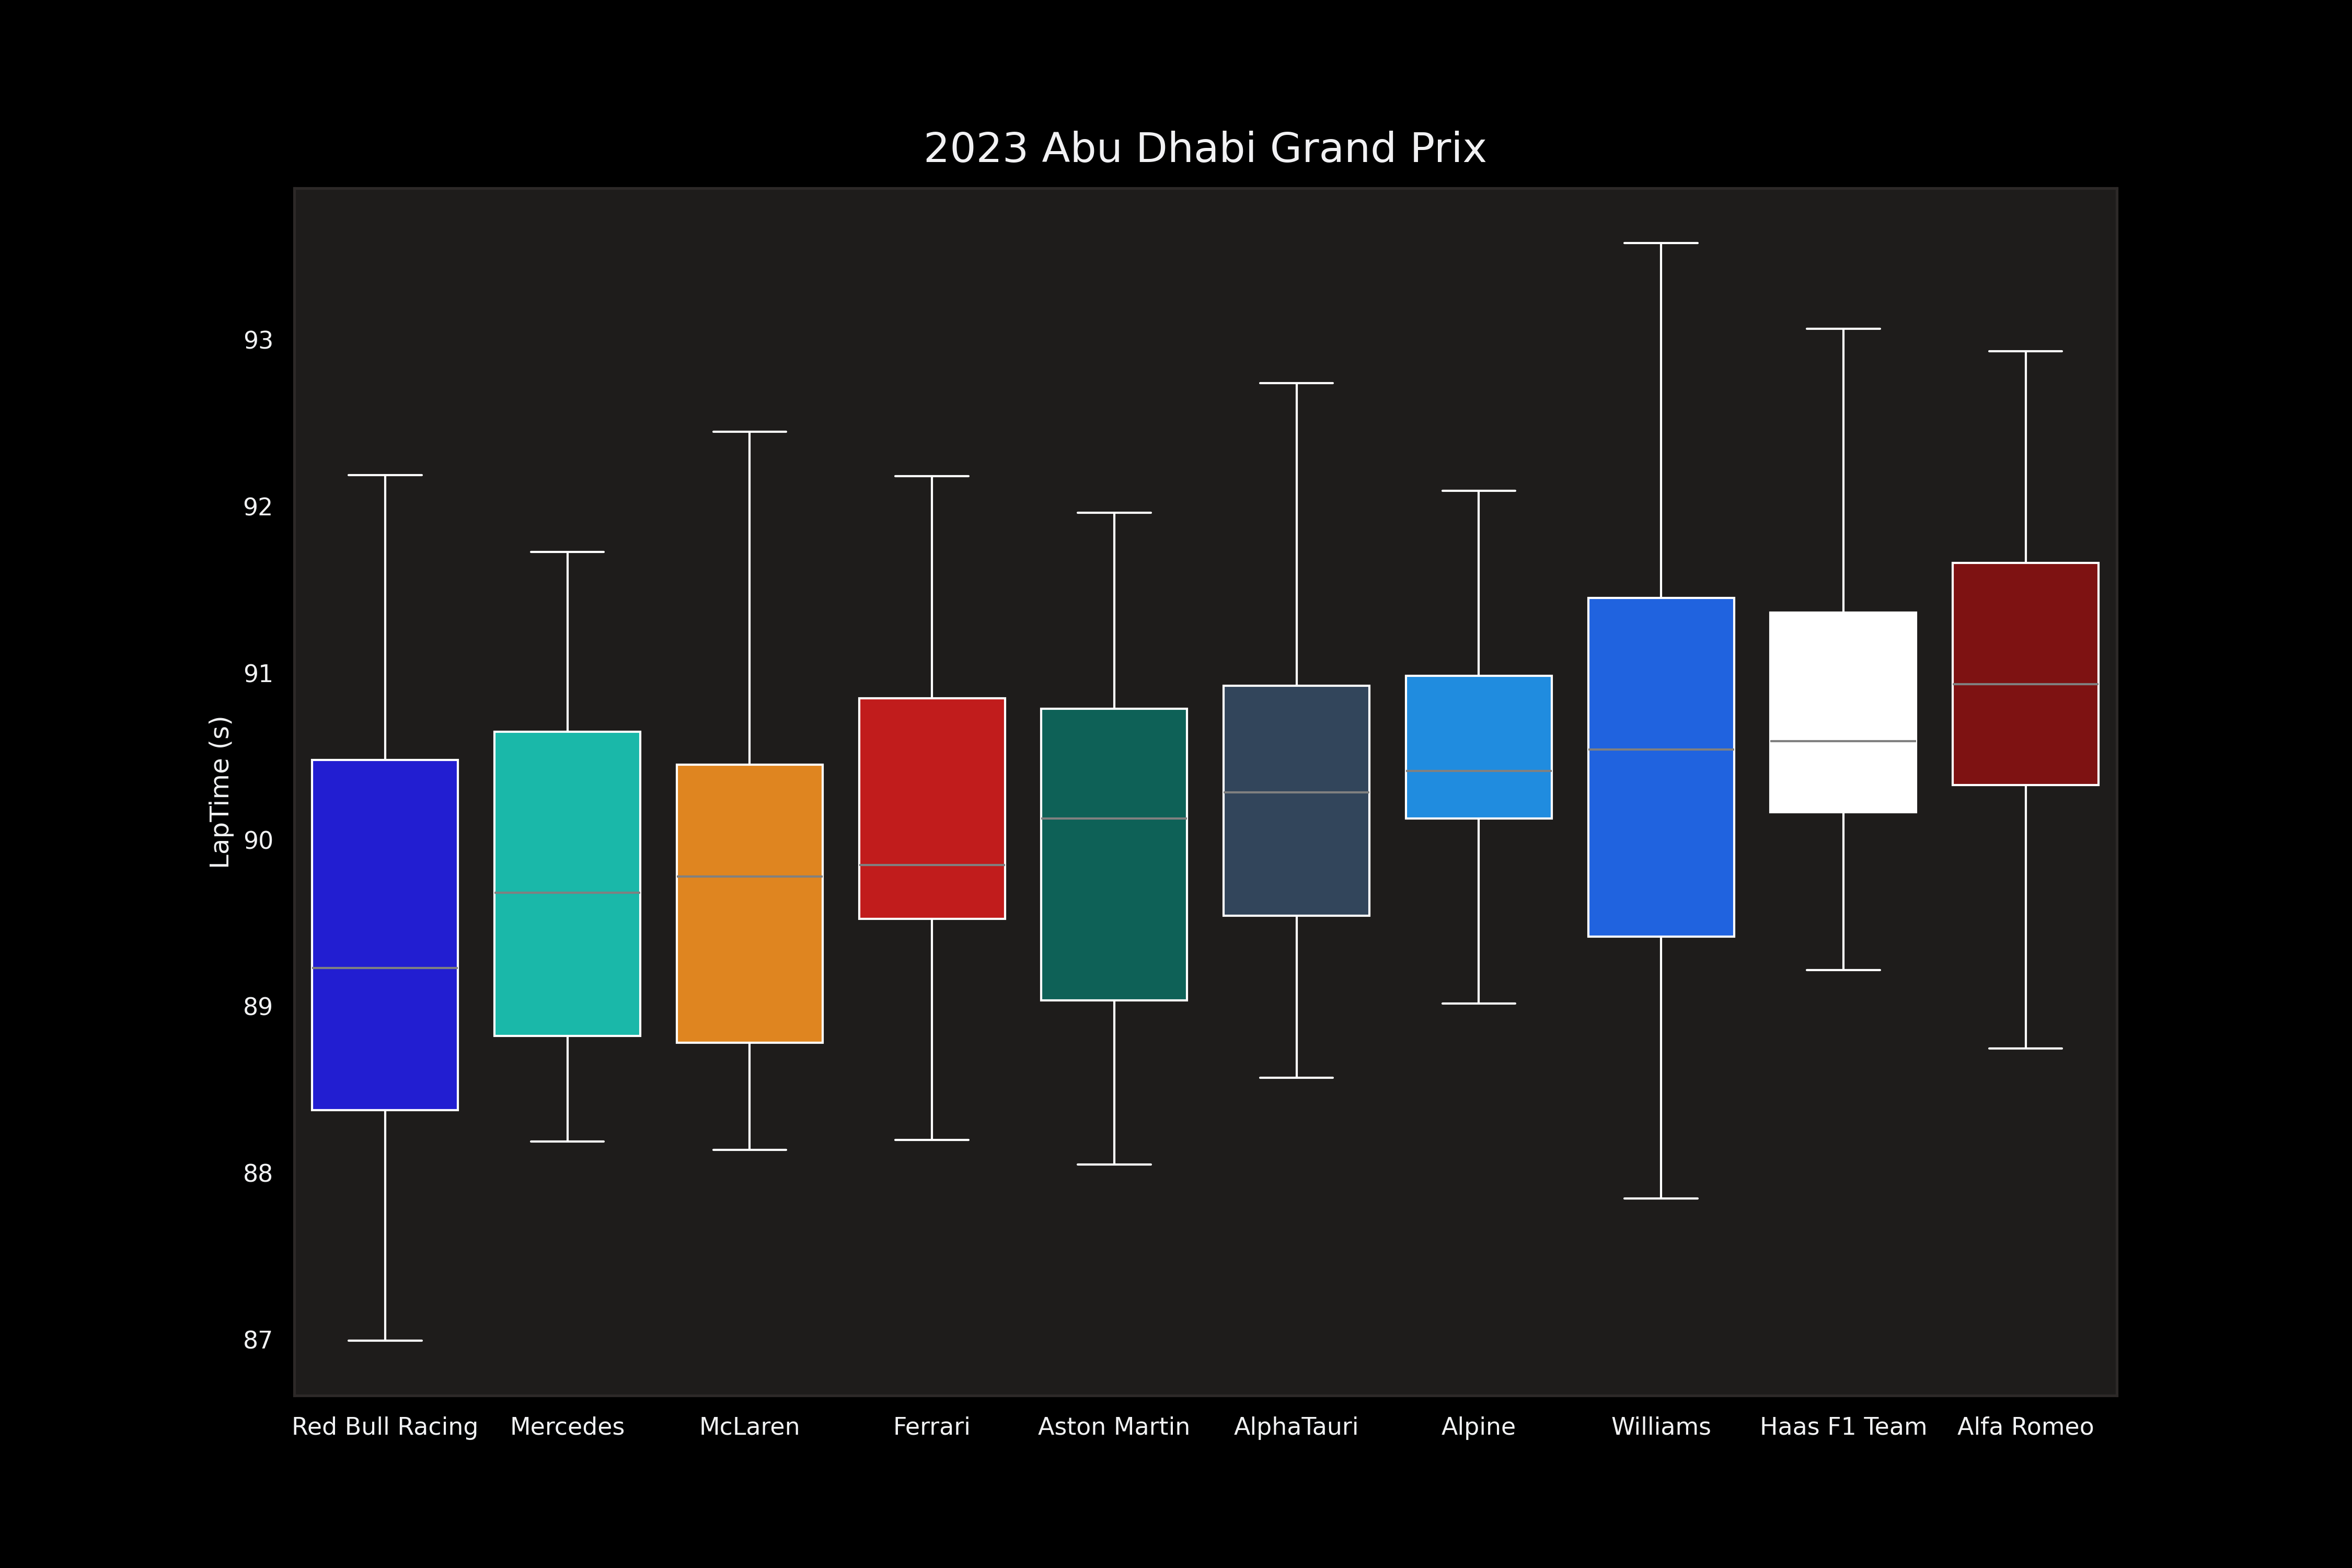 2023 Abu Dhabi Grand Prix
LapTime (s)
93
92
91
90
89
88
87
Red Bull Racing Mercedes McLaren Ferrari Aston Martin AlphaTauri Alpine Williams Haas F1 Team Alfa Romeo